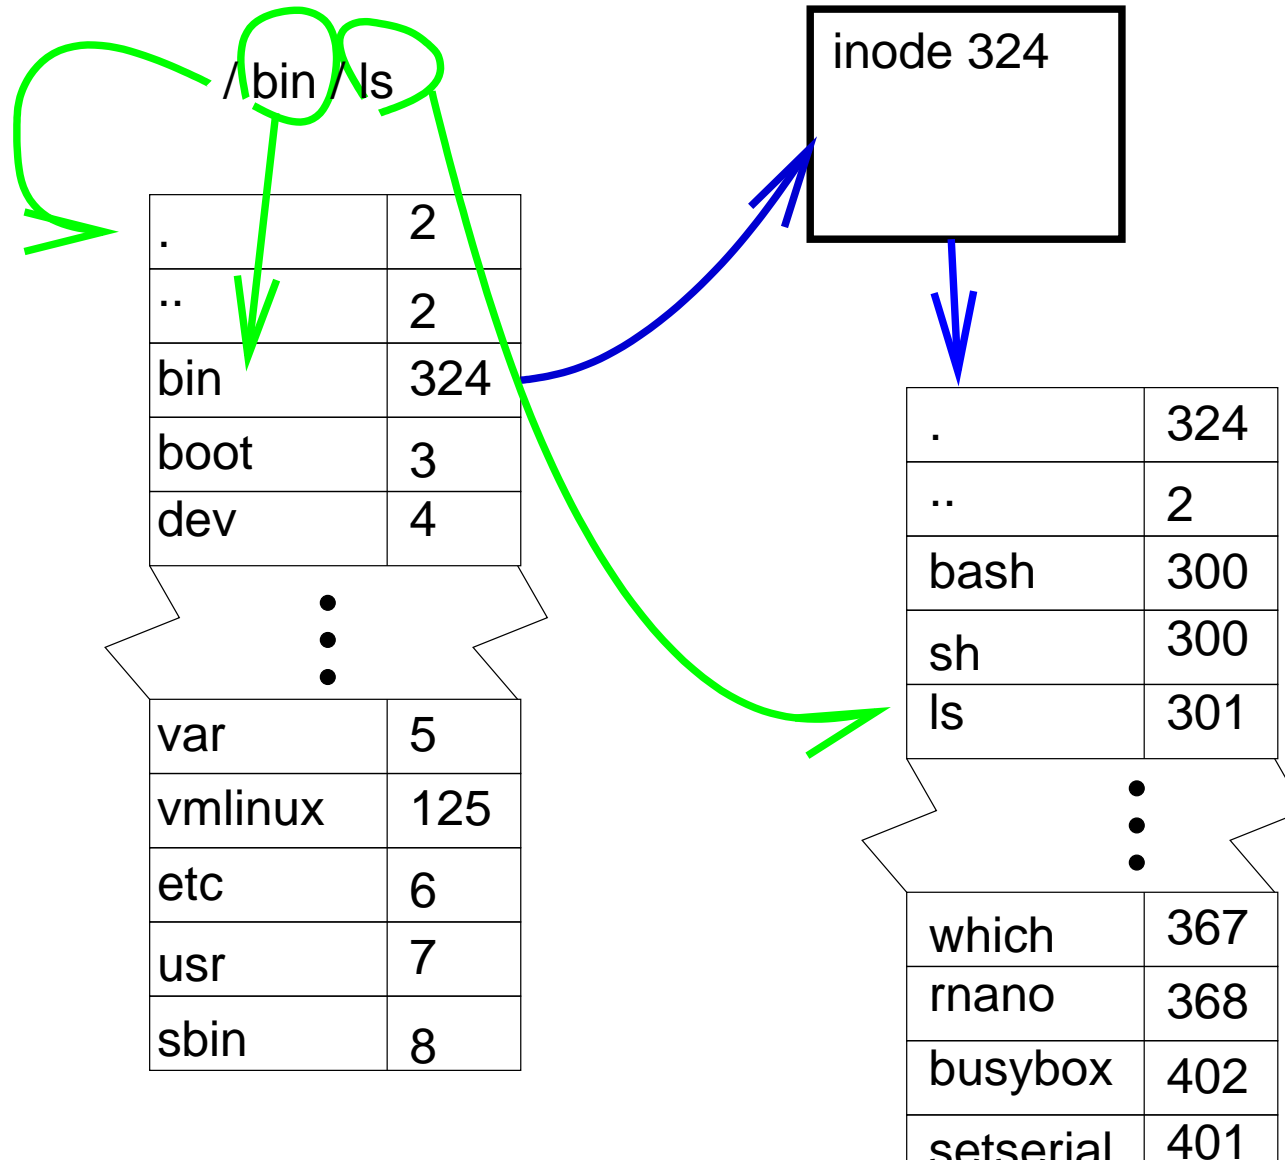 / bin / ls
inode 324
. 2
.. 2
bin 324
boot 3
dev 4
var 5
vmlinux 125
etc 6
usr 7
sbin 8
. 324
.. 2
bash 300
sh 300
ls 301
which 367
rnano 368
busybox 402
setserial 401